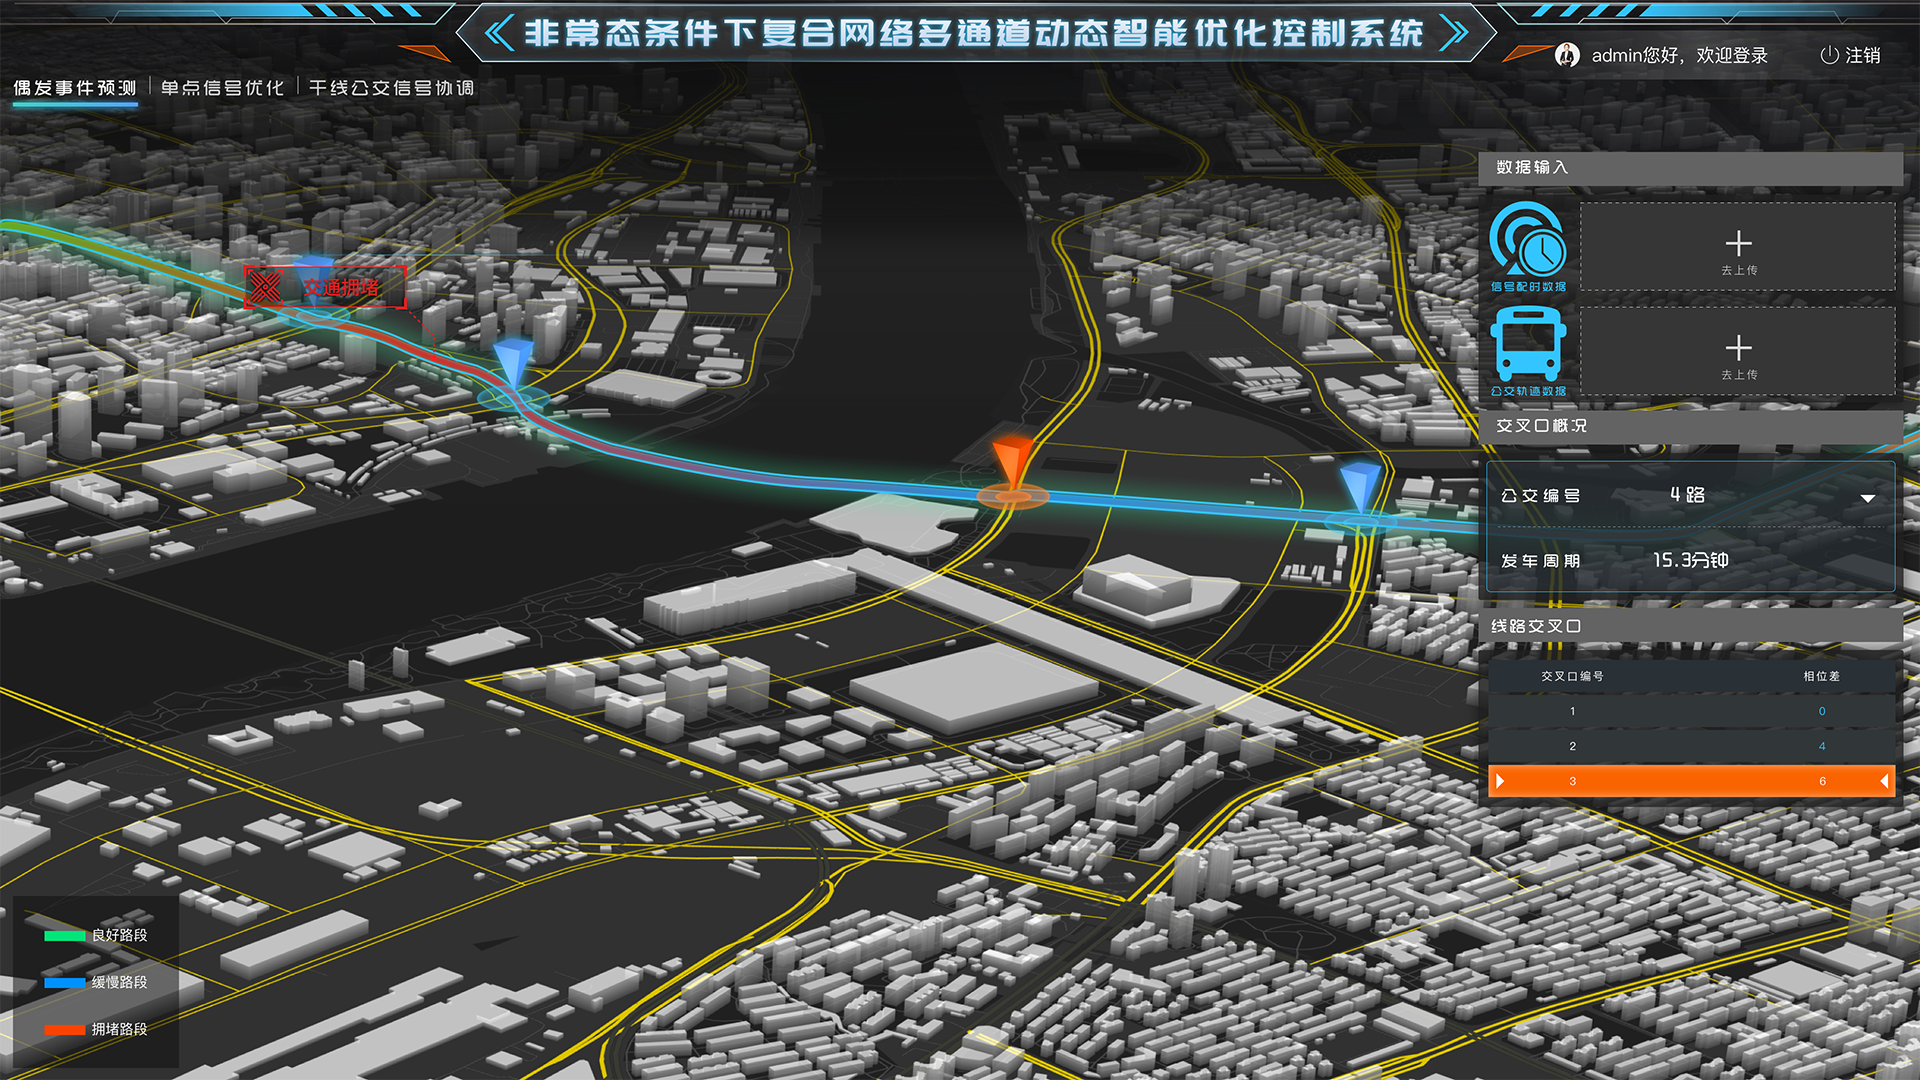 非常态条件下复合网络多通道动态智能优化控制系统
admin您好，欢迎登录
注销
偶发事件预测
单点信号优化
干线公交信号协调
数据输入
信号配时数据
去上传
公交轨迹数据
去上传
交通拥堵
交叉口概况
公交编号 4路
发车周期 15.3分钟
线路交叉口
交叉口编号 相位差
1 0
2 4
3 6
良好路段
缓慢路段
拥堵路段